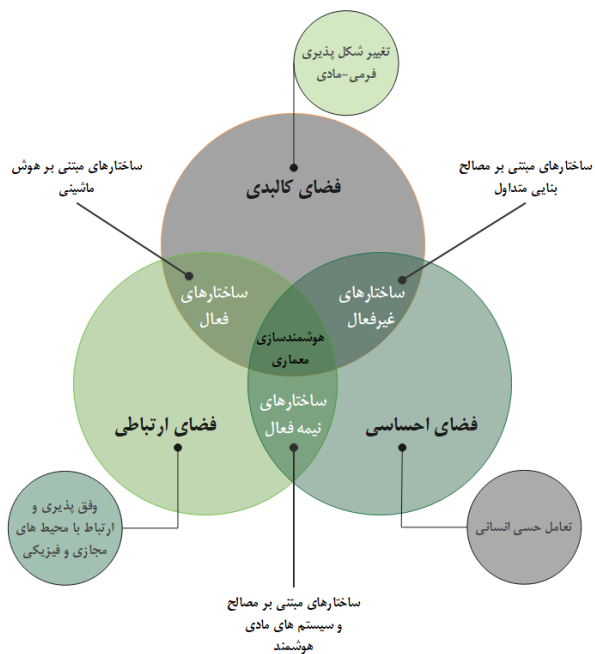 تغییر شکل پذیری
فرمی-مادی
ساختارهای مبتنی بر هوش
ماشینی
ساختارهای مبتنی بر مصالح
بنایی متداول
فضای کالبدی
ساختارهای
فعال
ساختارهای
غیرفعال
هوشمندسازی
معماری
ساختارهای
نیمه فعال
فضای ارتباطی
فضای احساسی
وفق پذیری و
ارتباط با محیط های
مجازی و فیزیکی
تعامل حسی انسانی
ساختارهای مبتنی بر مصالح
و سیستم های مادی
هوشمند